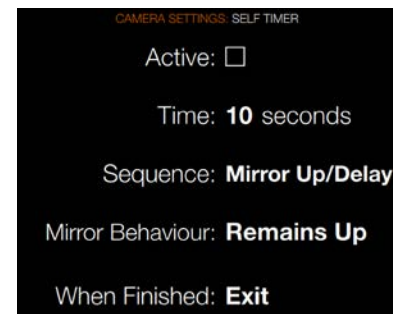 CAMERA SETTINGS: SELF TIMER
Active:
Time: 10 seconds
Sequence: Mirror Up/Delay
Mirror Behaviour: Remains Up
When Finished: Exit